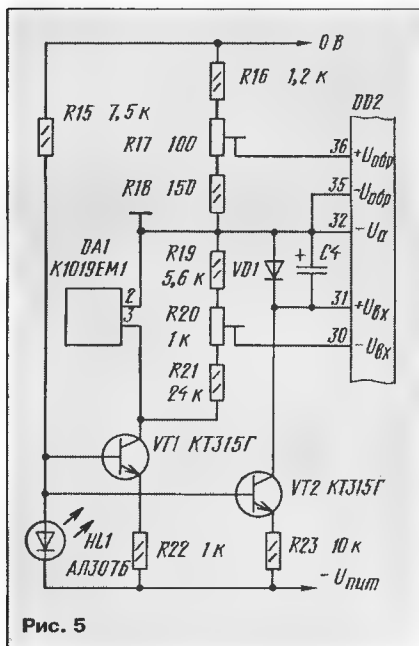 0 В
R16 1,2 к
DD2
R15 7,5 к
R17 100
36 +Uобр
35 -Uобр
R18 150
32 -Uа
DA1
К1019ЕМ1
2
3
R19
5,6 к
VD1
+ C4
31 +Uвх
R20
1 к
30 -Uвх
R21
24 к
VT1 КТ315Г
VT2 КТ315Г
HL1
АЛ307Б
R22 1 к
R23 10 к
-Uпит
Рис. 5